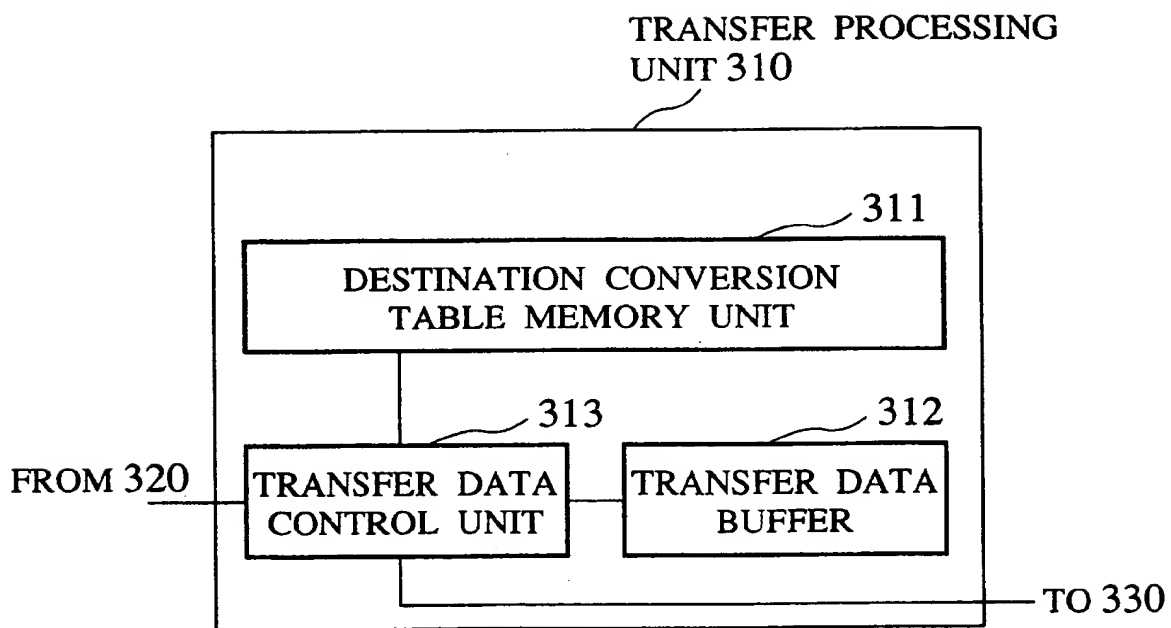 TRANSFER PROCESSING
UNIT 310
311
DESTINATION CONVERSION
TABLE MEMORY UNIT
313
312
FROM 320
TRANSFER DATA
CONTROL UNIT
TRANSFER DATA
BUFFER
TO 330